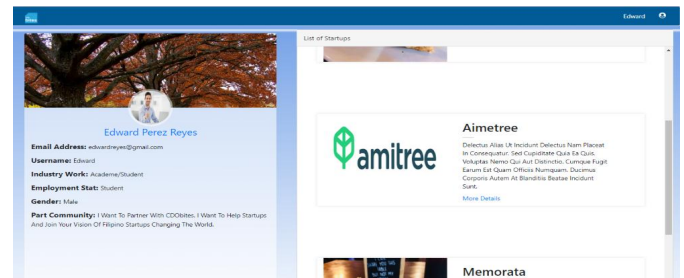 Edward
List of Startups
Edward Perez Reyes
Email Address: edwardreyes@gmail.com
Username: Edward
Industry Work: Academe/Student
Employment Stat: Student
Gender: Male
Part Community: I Want To Partner With CDObites. I Want To Help Startups
And Join Your Vision Of Filipino Startups Changing The World.
amitree
Aimetree
Delectus Alias Ut Incidunt Delectus Nam Placeat
In Consequatur. Sed Cupiditate Quia Ea Quis.
Voluptas Nemo Qui Aut Distinctio. Cumque Fugit
Earum Est Quam Officiis Numquam. Ducimus
Corporis Autem At Blanditiis Beatae Incidunt
Sunt.
More Details
Memorata